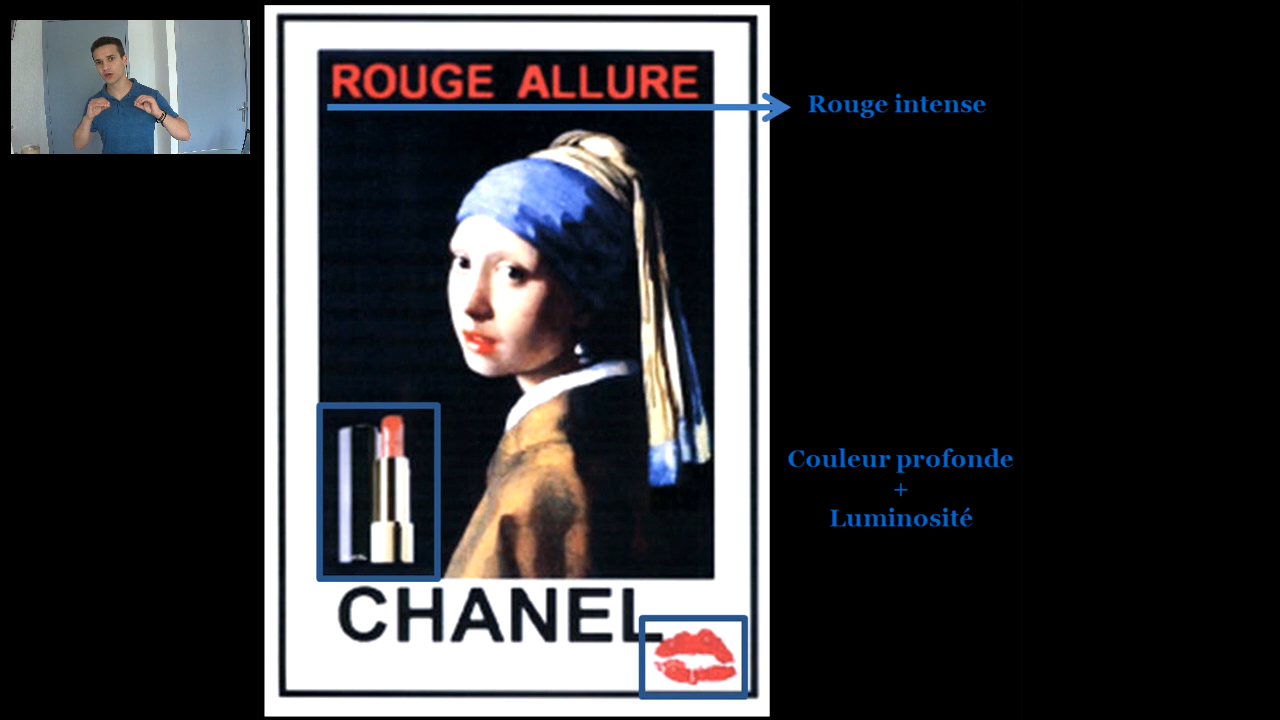 ROUGE ALLURE
Rouge intense
Couleur profonde
+
Luminosité
CHANEL